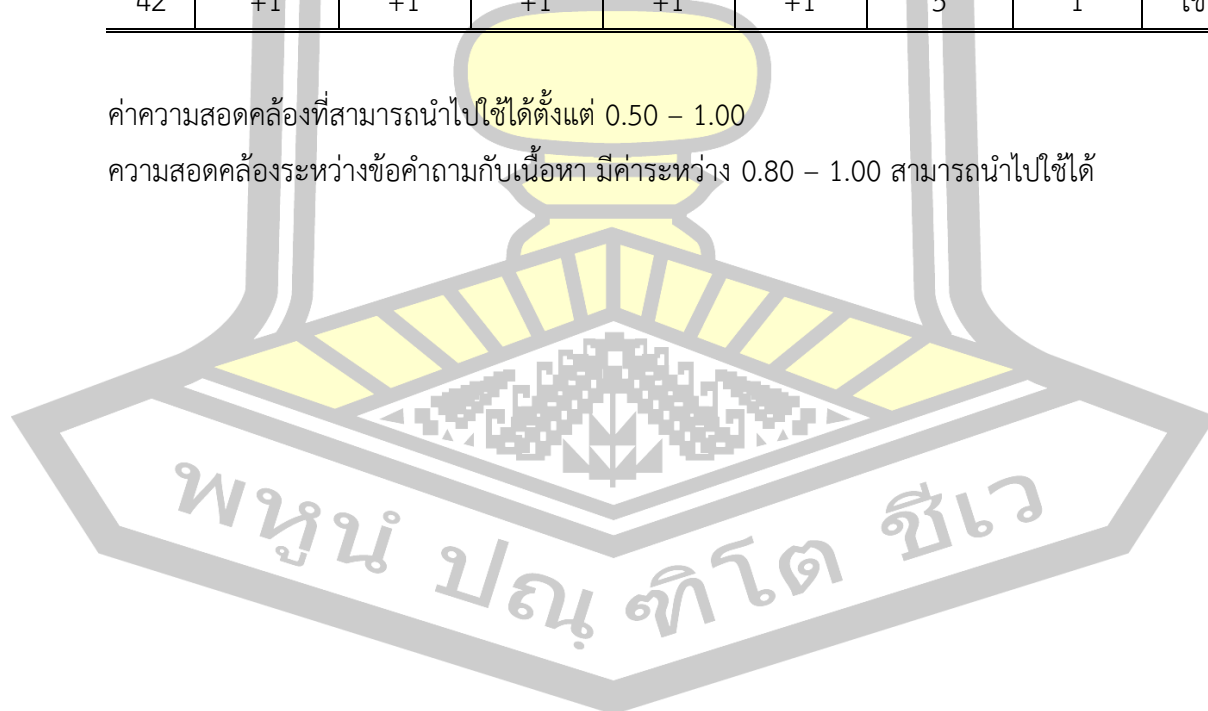 42 +1 +1 +1 +1 +1 5 1
ค่าความสอดคล้องที่สามารถนำไปใช้ได้ตั้งแต่ 0.50 – 1.00
ความสอดคล้องระหว่างข้อคำถามกับเนื้อหา มีค่าระหว่าง 0.80 – 1.00 สามารถนำไปใช้ได้
พหูนํ ปณฺฑิโต ชีเว